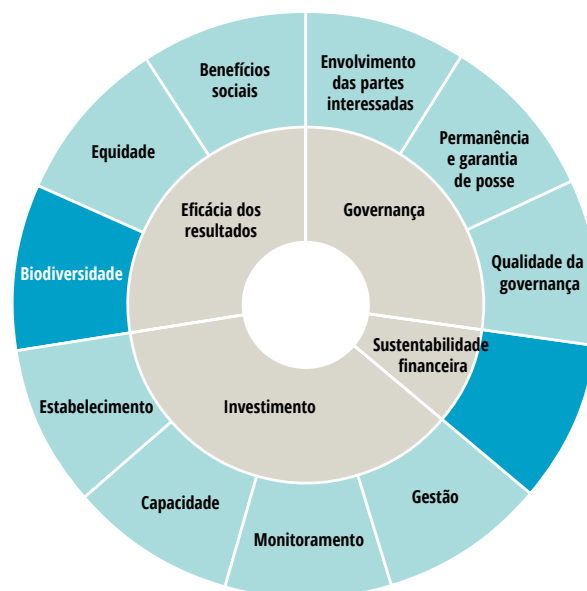 Benefícios
sociais
Envolvimento
das partes
interessadas
Permanência
e garantia
de posse
Equidade
Eficácia dos
resultados
Governança
Qualidade da
governança
Biodiversidade
Sustentabilidade
financeira
Estabelecimento
Investimento
Gestão
Capacidade
Monitoramento